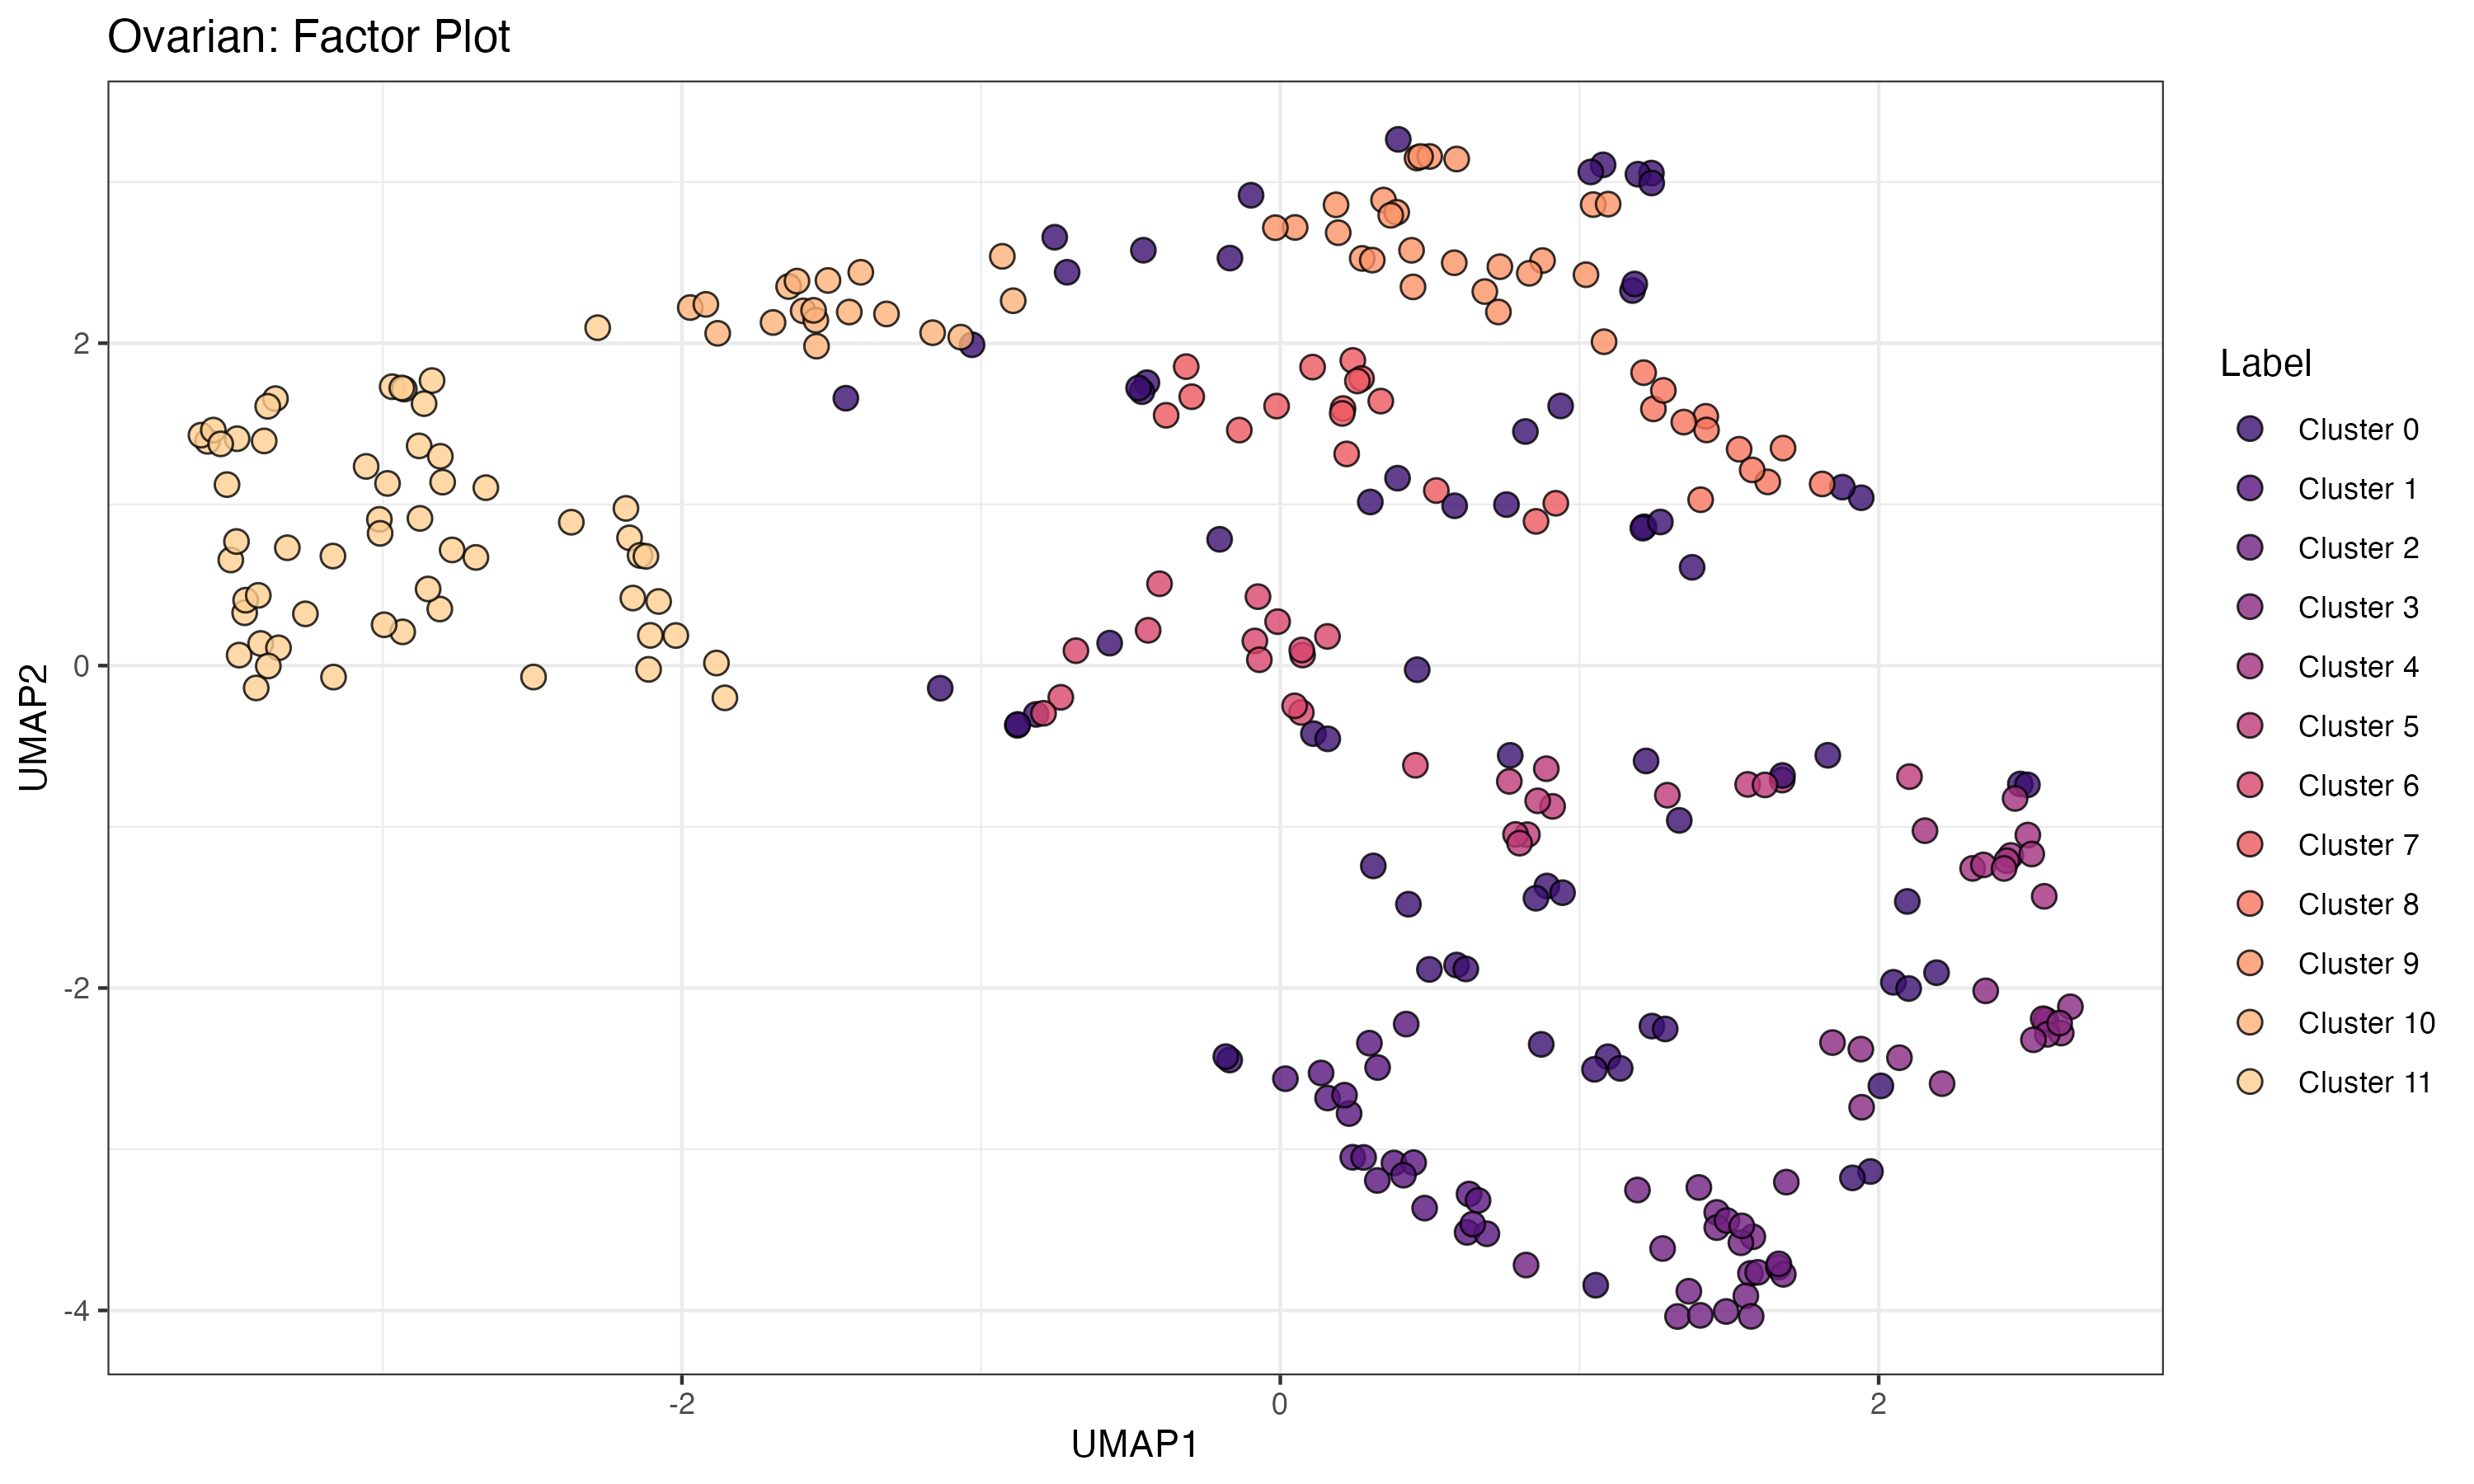 Ovarian: Factor Plot
2
0
-2
-4
UMAP2
-2
0
2
UMAP1
Label
Cluster 0
Cluster 1
Cluster 2
Cluster 3
Cluster 4
Cluster 5
Cluster 6
Cluster 7
Cluster 8
Cluster 9
Cluster 10
Cluster 11